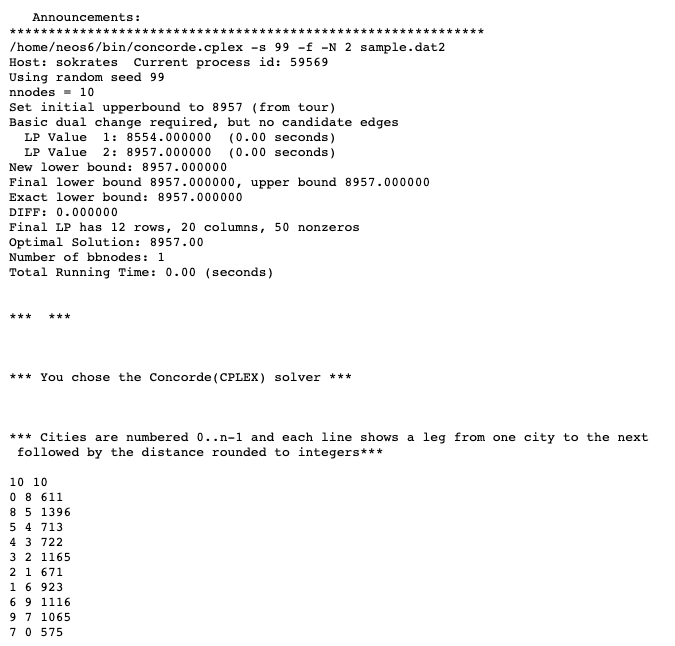 Announcements:
*************************************************************
/home/neos6/bin/concorde.cplex -s 99 -f -N 2 sample.dat2
Host: sokrates  Current process id: 59569
Using random seed 99
nnodes = 10
Set initial upperbound to 8957 (from tour)
Basic dual change required, but no candidate edges
  LP Value  1: 8554.000000  (0.00 seconds)
  LP Value  2: 8957.000000  (0.00 seconds)
New lower bound: 8957.000000
Final lower bound 8957.000000, upper bound 8957.000000
Exact lower bound: 8957.000000
DIFF: 0.000000
Final LP has 12 rows, 20 columns, 50 nonzeros
Optimal Solution: 8957.00
Number of bbnodes: 1
Total Running Time: 0.00 (seconds)
***  ***
*** You chose the Concorde(CPLEX) solver ***
*** Cities are numbered 0..n-1 and each line shows a leg from one city to the next
 followed by the distance rounded to integers***
10 10
0 8 611
8 5 1396
5 4 713
4 3 722
3 2 1165
2 1 671
1 6 923
6 9 1116
9 7 1065
7 0 575